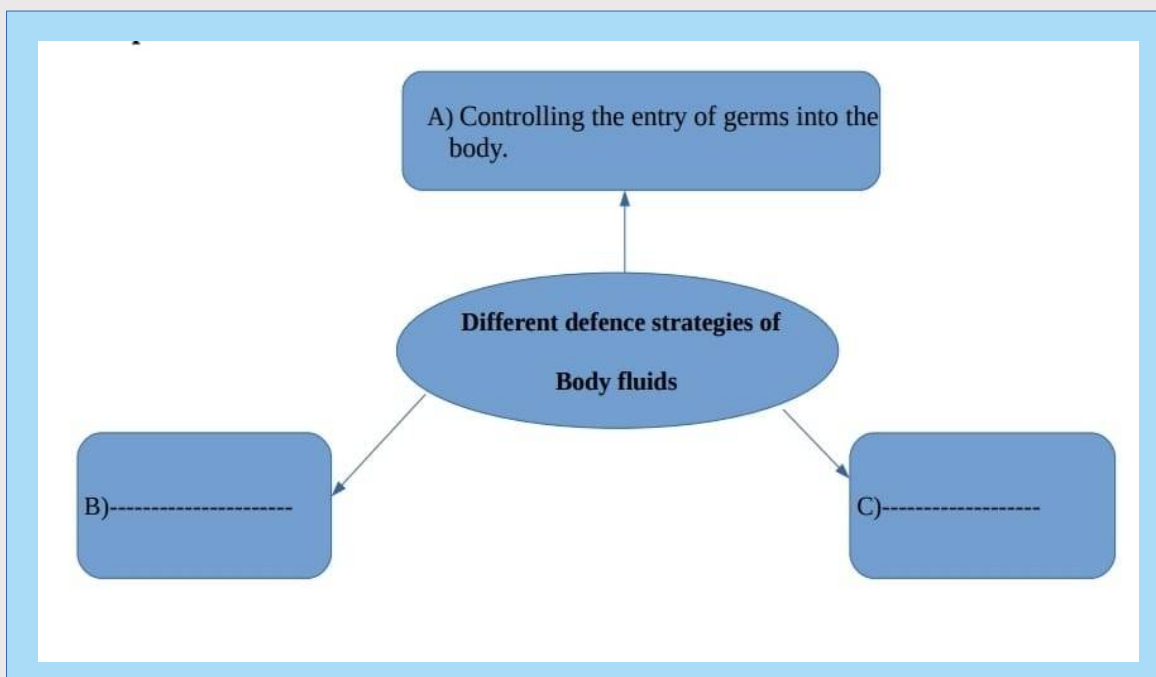 A) Controlling the entry of germs into the
body.
Different defence strategies of
Body fluids
B)----------------------
C)-------------------